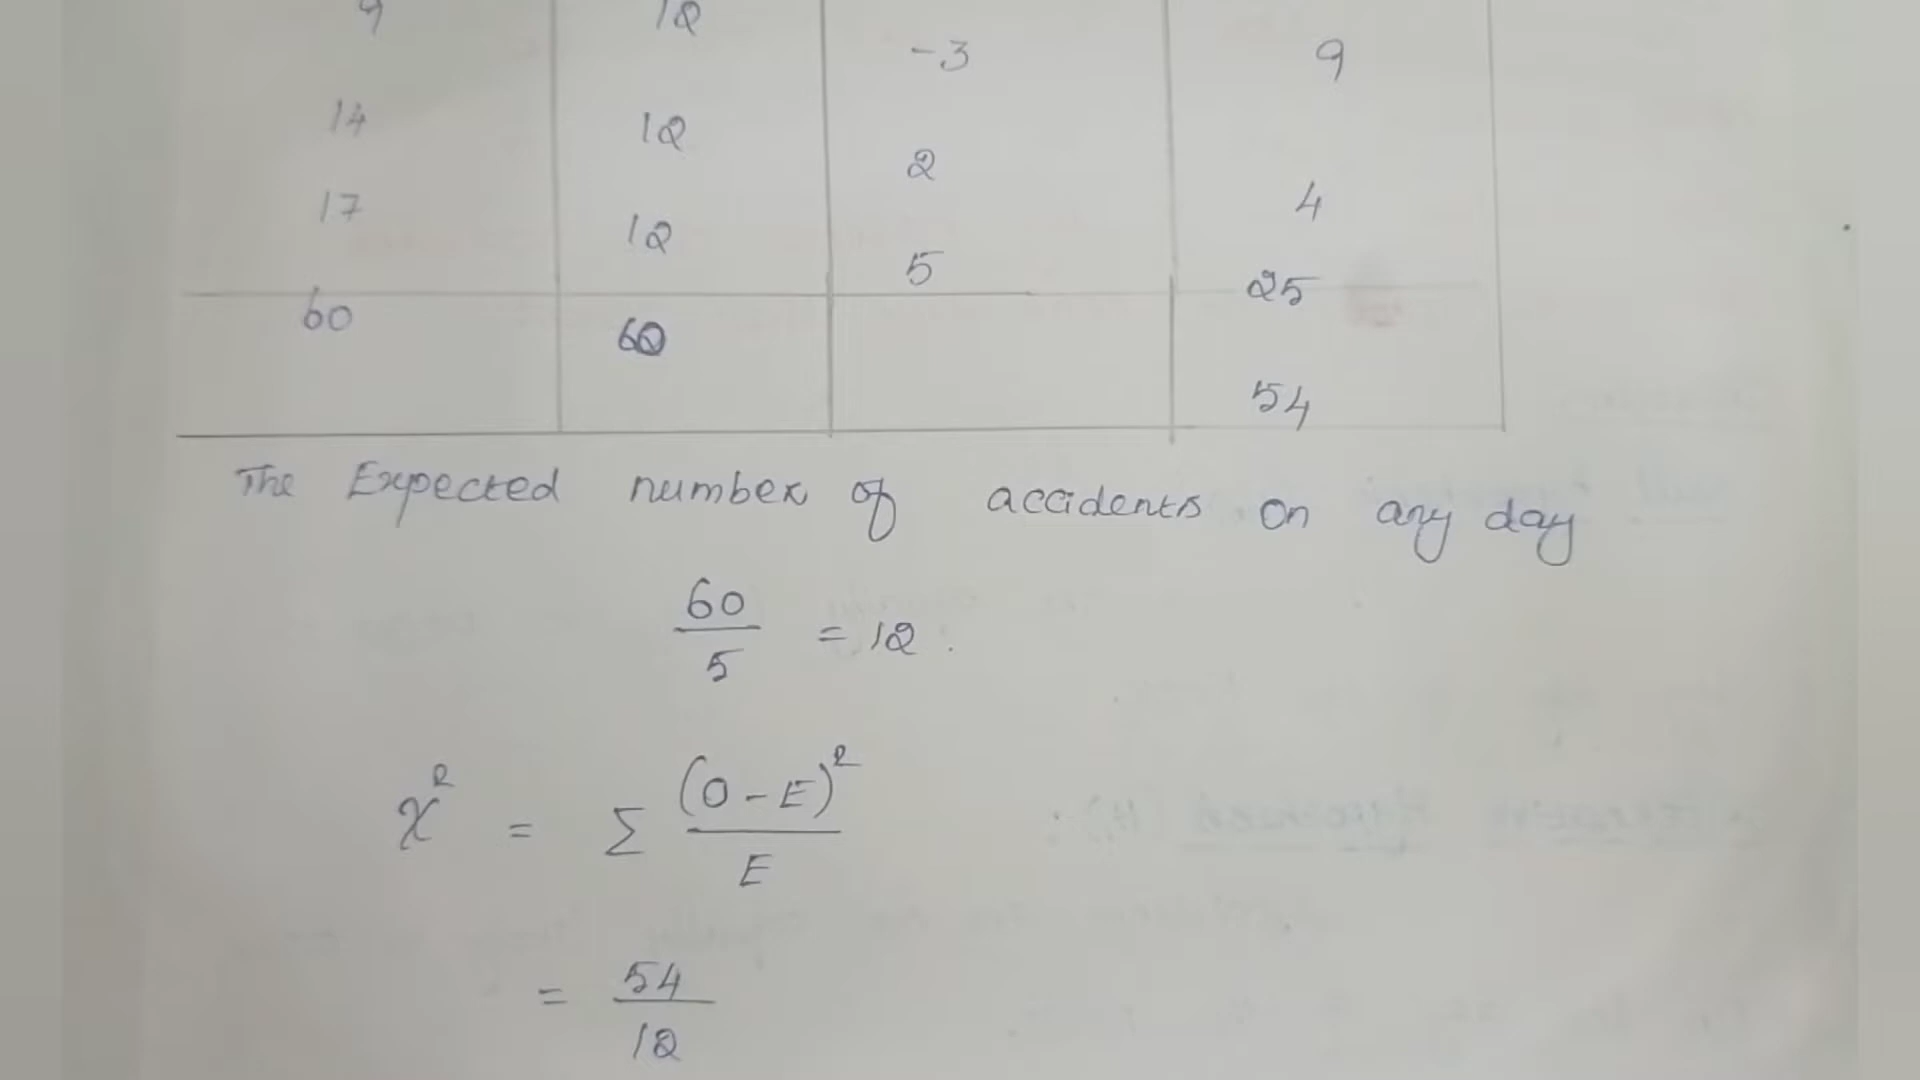 9 12 -3 9
14 12 2 4
17 12 5 25
60 60 54
The Expected number of accidents on any day
60/5 = 12.
χ² = Σ (O-E)²/E
= 54/12